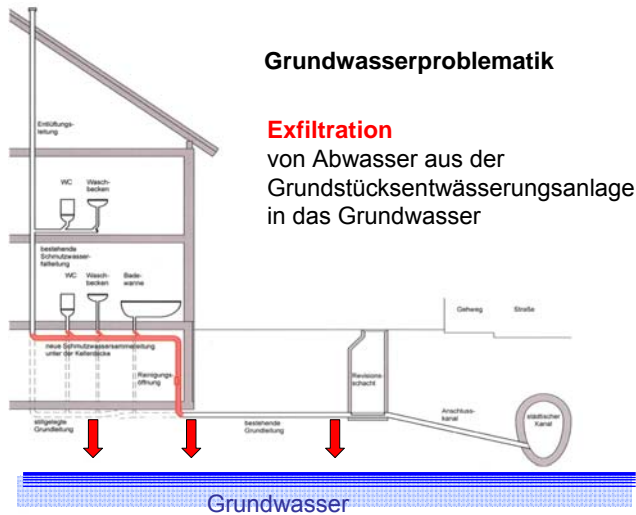 Grundwasserproblematik
Exfiltration
von Abwasser aus der
Grundstücksentwässerungsanlage
in das Grundwasser
Entlüftungs-
leitung
WC Wasch-
becken
bestehende
Schmutzwasser-
fallleitung
WC Wasch-
becken
Bade-
wanne
Gehweg Straße
neue Schmutzwassersammelleitung
unter der Kellerdecke
Reinigungs-
öffnung
Revisions-
schacht
stillgelegte
Grundleitung
bestehende
Grundleitung
Anschluss-
kanal
städtischer
Kanal
Grundwasser